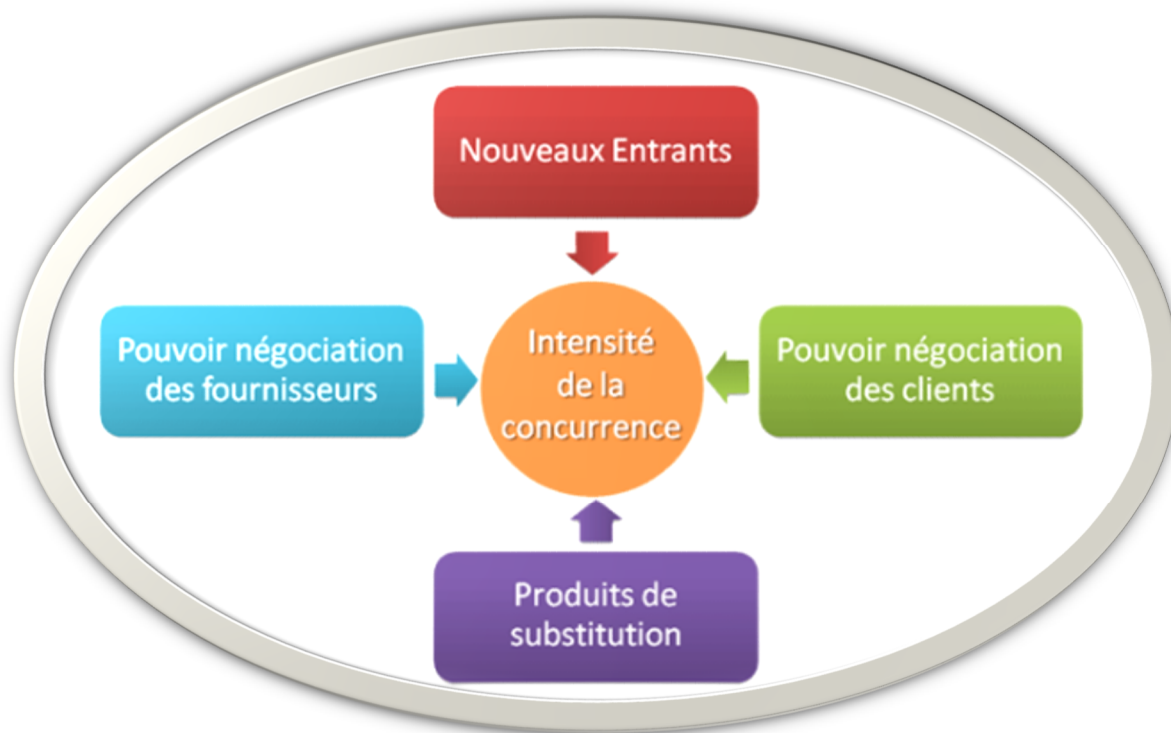 Nouveaux Entrants
Pouvoir négociation
des fournisseurs
Intensité
de la
concurrence
Pouvoir négociation
des clients
Produits de
substitution